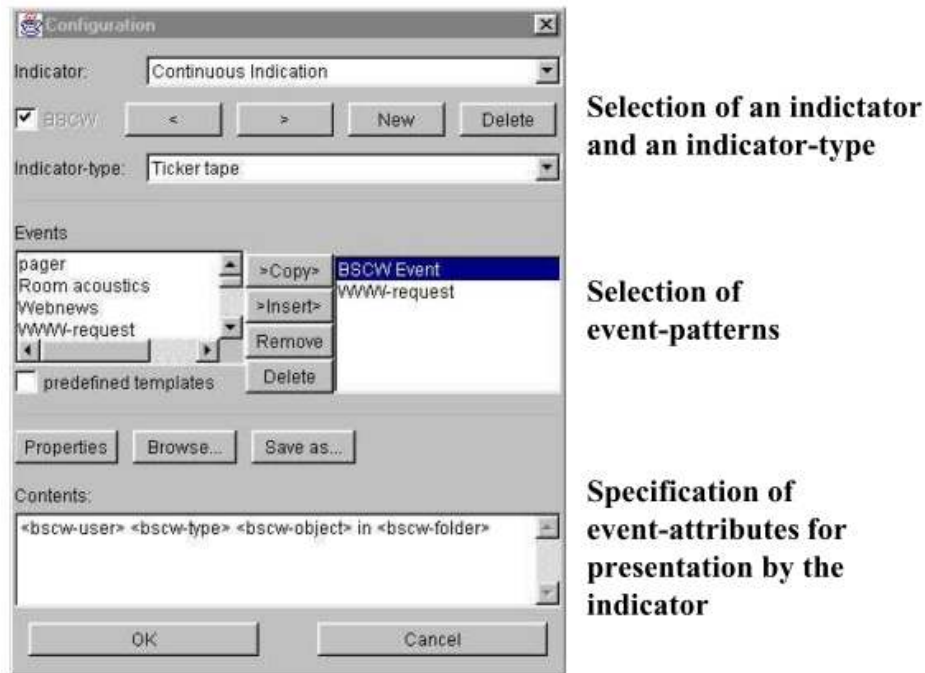 Configuration
Indicator: Continuous Indication
BSCW < > New Delete
Indicator-type: Ticker tape
Selection of an indictator
and an indicator-type
Events
pager
Room acoustics
Webnews
WWW-request
predefined templates
>Copy>
>Insert>
Remove
Delete
BSCW Event
WWW-request
Selection of
event-patterns
Properties Browse... Save as...
Contents:
<bscw-user> <bscw-type> <bscw-object> in <bscw-folder>
OK Cancel
Specification of
event-attributes for
presentation by the
indicator